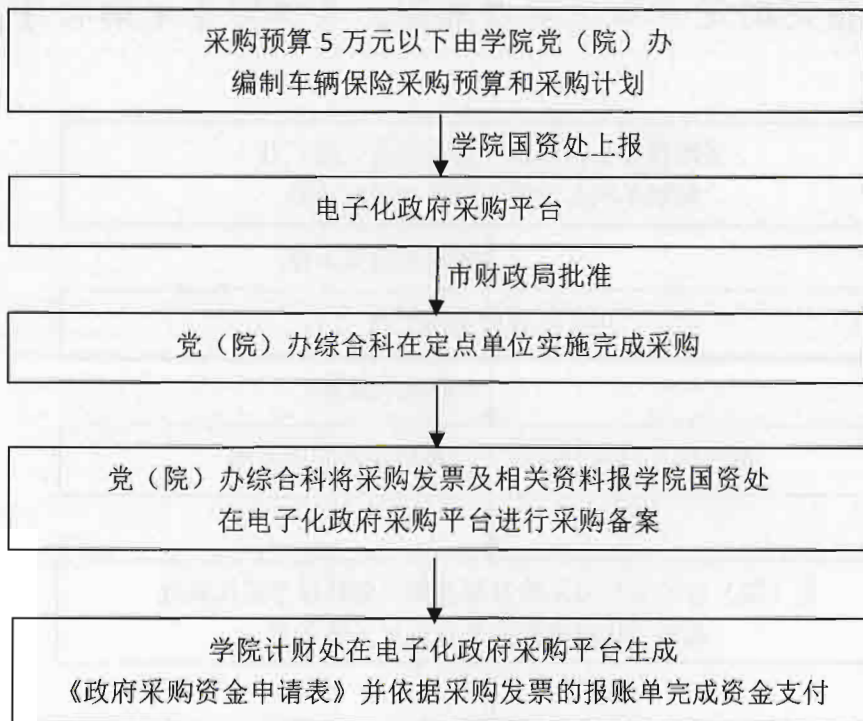 采购预算 5 万元以下由学院党（院）办
编制车辆保险采购预算和采购计划
学院国资处上报
电子化政府采购平台
市财政局批准
党（院）办综合科在定点单位实施完成采购
党（院）办综合科将采购发票及相关资料报学院国资处
在电子化政府采购平台进行采购备案
学院计财处在电子化政府采购平台生成
《政府采购资金申请表》并依据采购发票的报账单完成资金支付